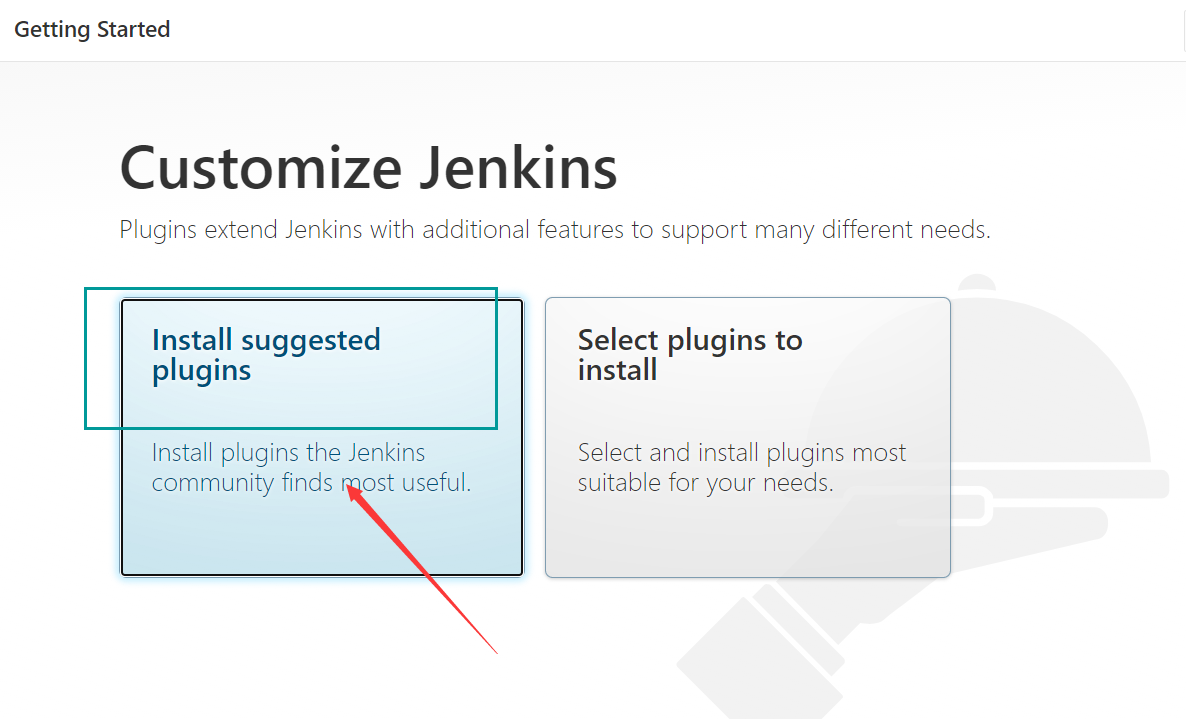 Getting Started
Customize Jenkins
Plugins extend Jenkins with additional features to support many different needs.
Install suggested
plugins
Install plugins the Jenkins
community finds most useful.
Select plugins to
install
Select and install plugins most
suitable for your needs.